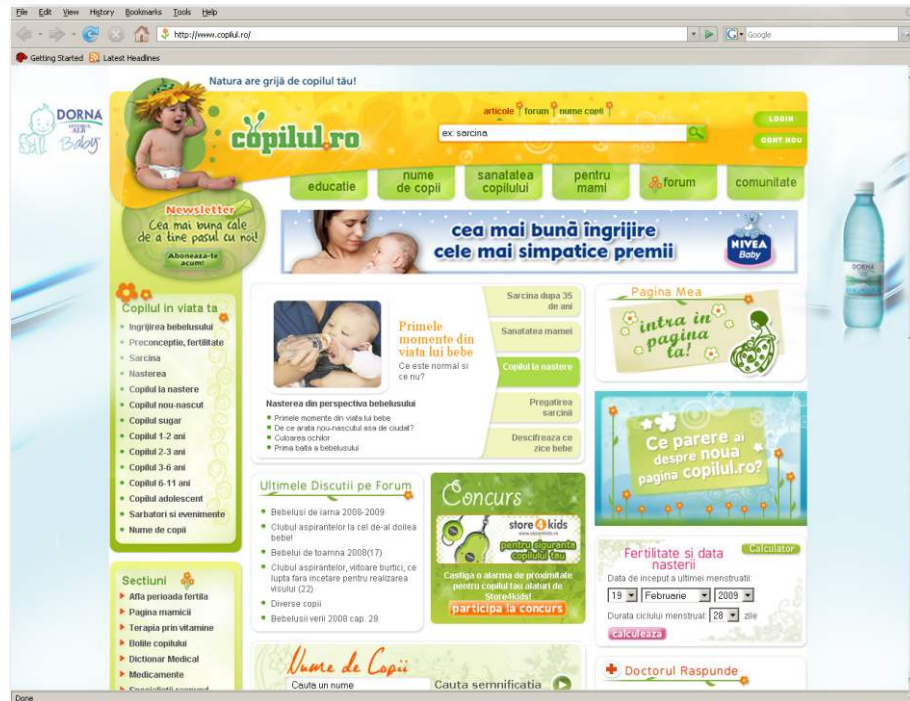 File Edit View History Bookmarks Tools Help
http://www.copilul.ro/
Google
Getting Started Latest Headlines
Natura are grijă de copilul tău!
DORNA
Baby
copilul.ro
articole forum nume copii
ex: sarcina
LOGIN
CONT NOU
educatie
nume
de copii
sanatatea
copilului
pentru
mami
forum
comunitate
Newsletter
Cea mai buna cale
de a tine pasul cu noi!
Aboneaza-te
acum!
cea mai bună îngrijire
cele mai simpatice premii
NIVEA
Baby
DORNA
Copilul in viata ta
Ingrijirea bebelusului
Preconceptie, fertilitate
Sarcina
Nasterea
Copilul la nastere
Copilul nou-nascut
Copilul sugar
Copilul 1-2 ani
Copilul 2-3 ani
Copilul 3-6 ani
Copilul 6-11 ani
Copilul adolescent
Sarbatori si evenimente
Nume de copii
Primele
momente din
viata lui bebe
Ce este normal si
ce nu?
Nasterea din perspectiva bebelusului
Primele momente din viata lui bebe
De ce arata nou-nascutul asa de ciudat?
Culoarea ochilor
Prima baita a bebelusului
Sarcina dupa 35
de ani
Sanatatea mamei
Copilul la nastere
Pregatirea
sarcinii
Descifreaza ce
zice bebe
Pagina Mea
intra in
pagina
ta!
Ce parere ai
despre noua
pagina copilul.ro?
Ultimele Discutii pe Forum
Bebelusi de iarna 2008-2009
Clubul aspirantelor la cel de-al doilea
bebel
Bebelui de toamna 2008(17)
Clubul aspirantelor, viitoare burtici, ce
lupta fara incetare pentru realizarea
visului (22)
Diverse copii
Bebelusii verii 2008 cap. 29
Concurs
store 4 kids
pentru siguranta
copilului tau
Castiga o alarma de proximitate
pentru copilul tau alaturi de
Store4kids!
participa la concurs
Fertilitate si data
nasterii
Calculator
Data de inceput a ultimei menstruatii:
19 Februarie 2009
Durata ciclului menstrual: 28 zile
calculeaza
Sectiuni
Afla perioada fertila
Pagina mamicii
Terapia prin vitamine
Bolile copilului
Dictionar Medical
Medicamente
Nume de Copii
Cauta un nume
Cauta semnificatia
Doctorul Raspunde
Done